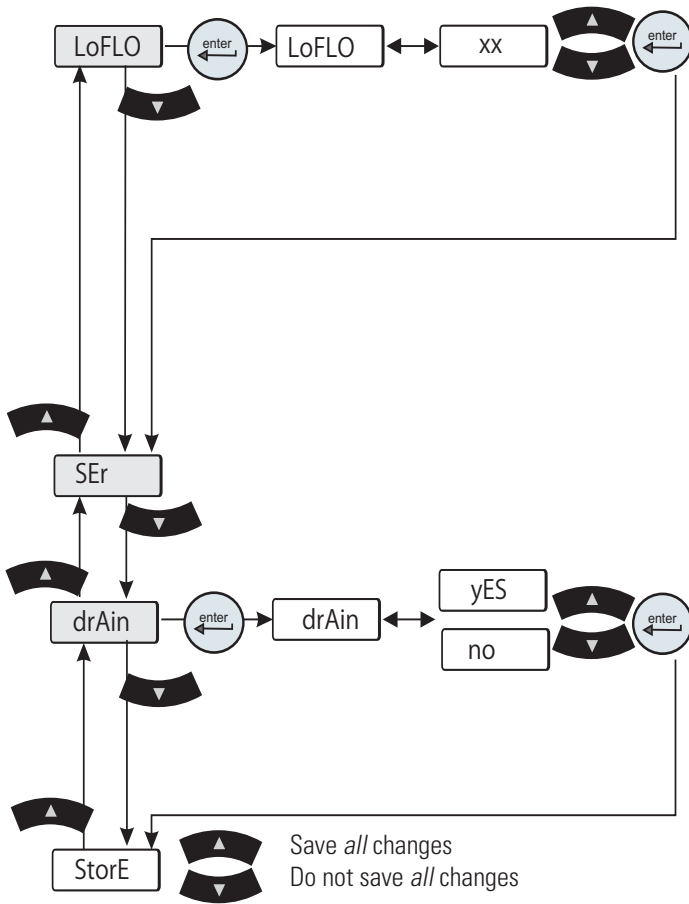 LoFLO enter LoFLO xx enter
SEr
drAin enter drAin yES enter
no
StorE Save all changes
Do not save all changes